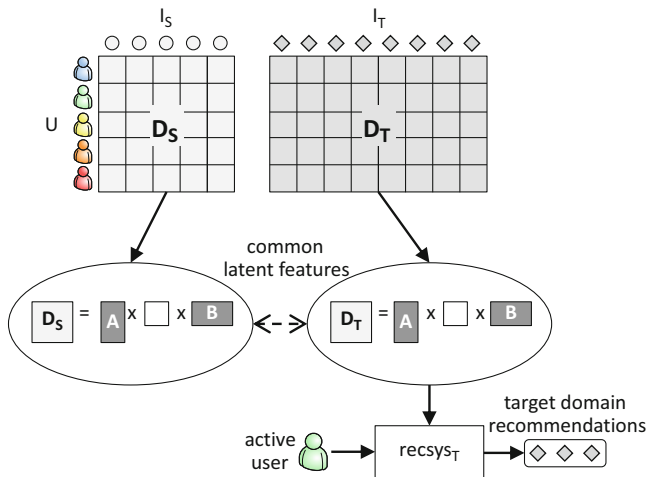 I_S
I_T
U
D_S
D_T
common
latent features
D_S = A x x B
D_T = A x x B
active
user
recsys_T
target domain
recommendations